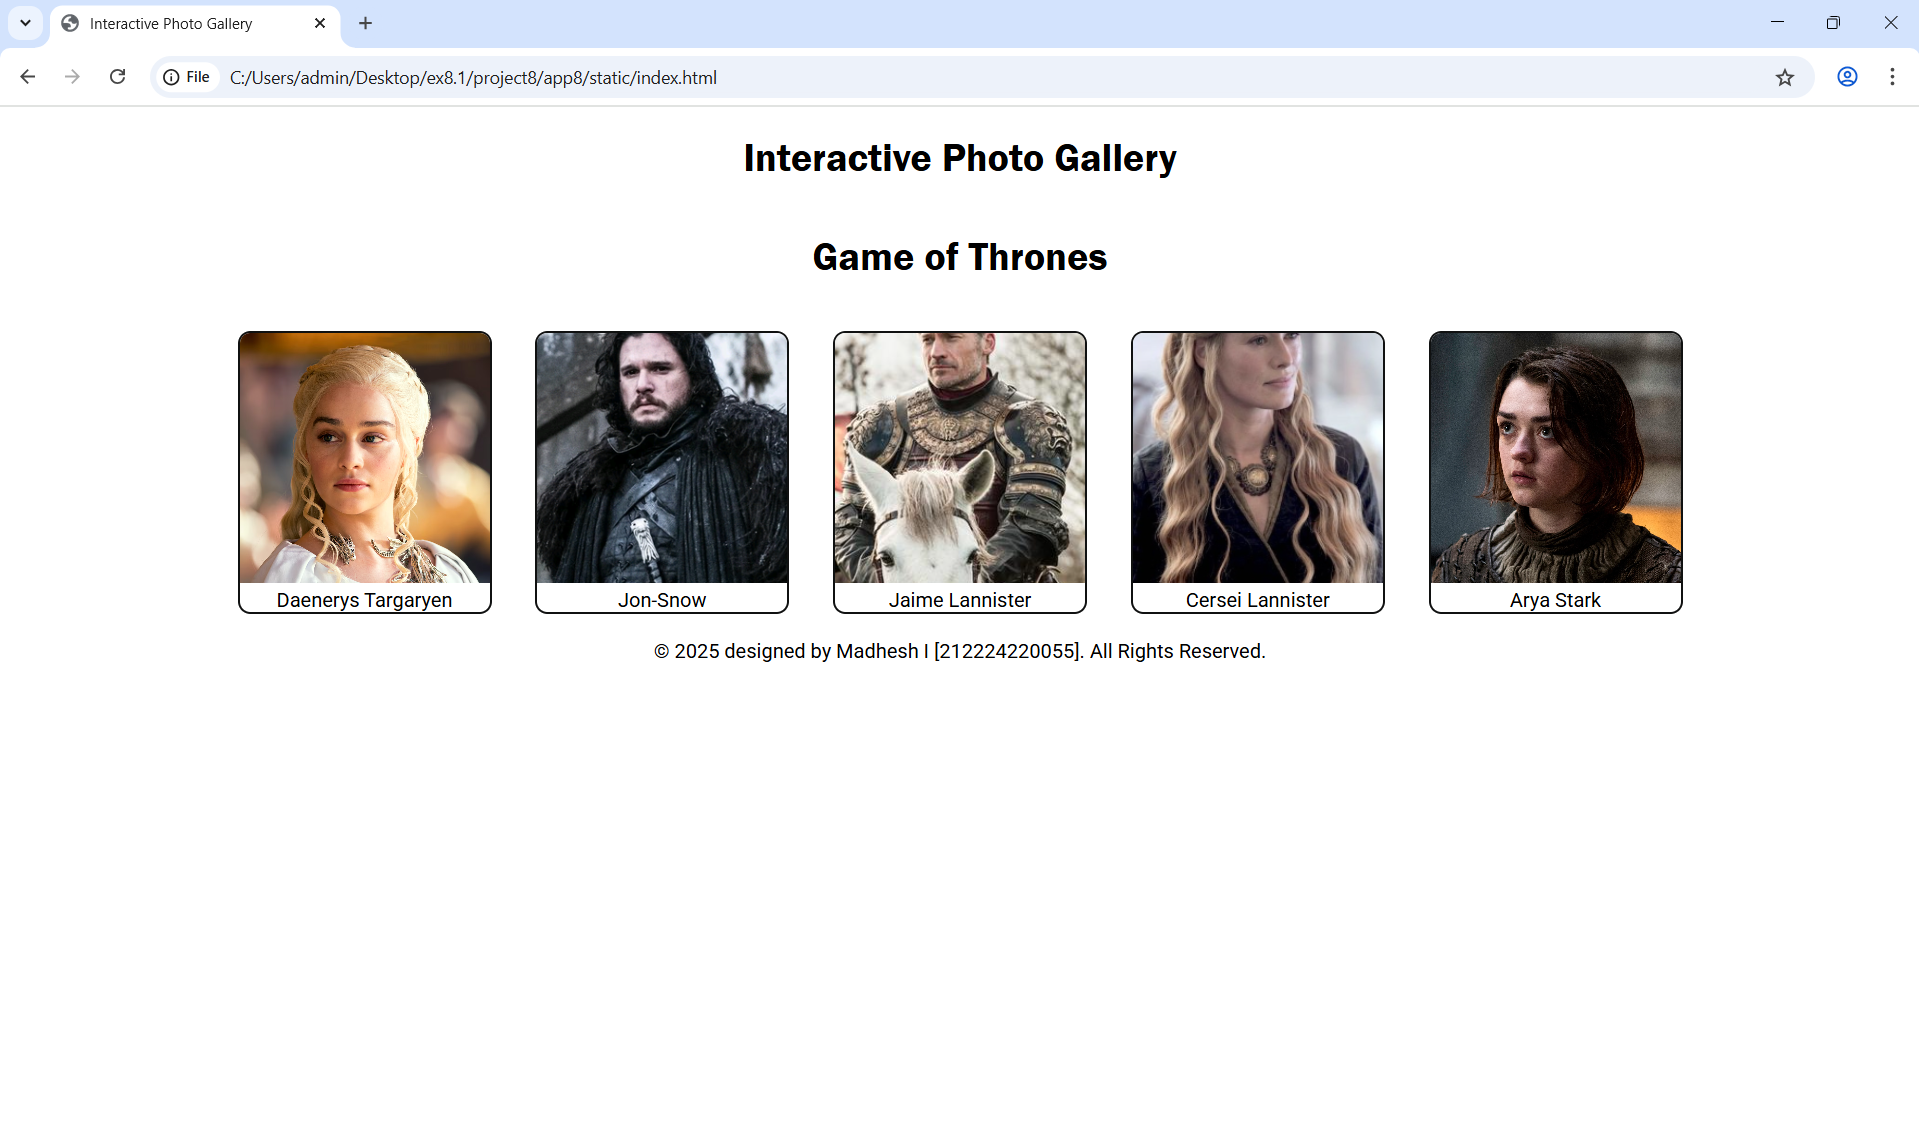 Interactive Photo Gallery
File C:/Users/admin/Desktop/ex8.1/project8/app8/static/index.html
Interactive Photo Gallery
Game of Thrones
Daenerys Targaryen
Jon-Snow
Jaime Lannister
Cersei Lannister
Arya Stark
© 2025 designed by Madhesh I [212224220055]. All Rights Reserved.